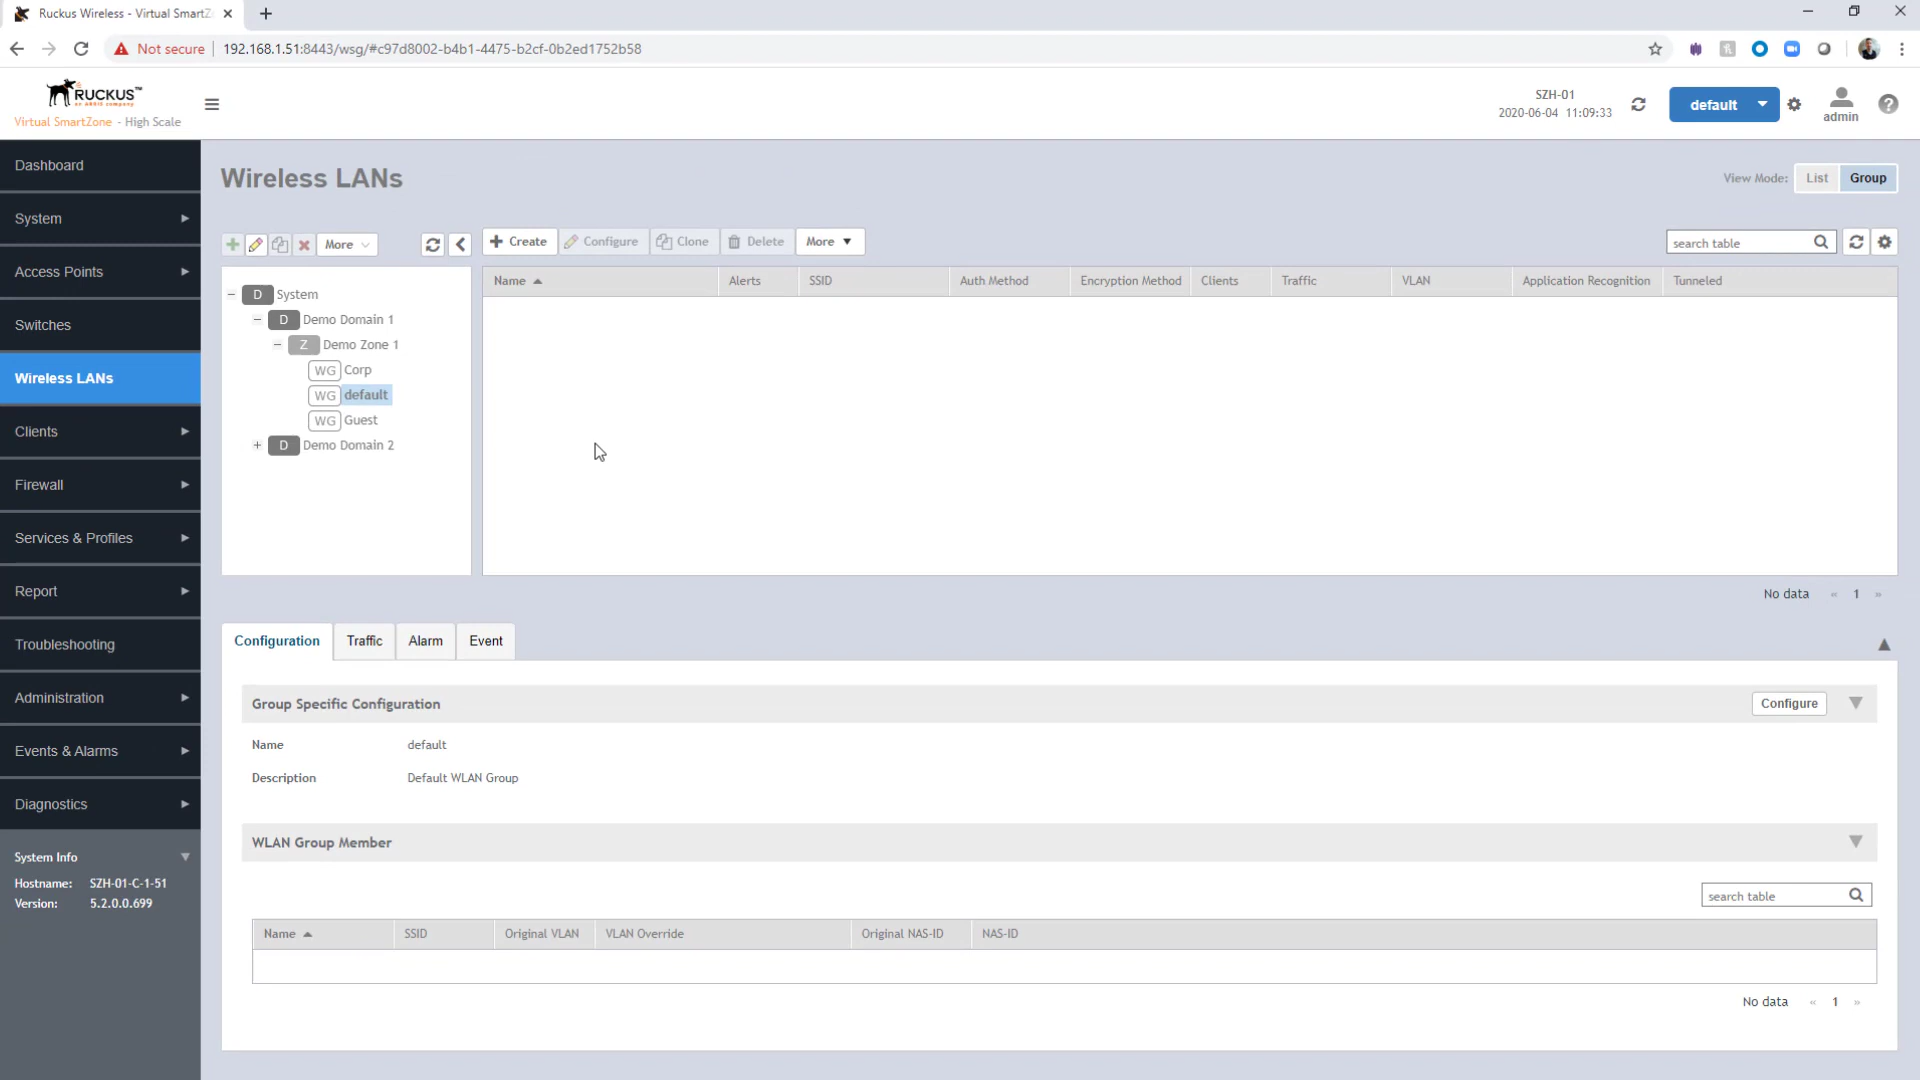 Ruckus Wireless - Virtual SmartZ
Not secure
192.168.1.51:8443/wsg/#c97d8002-b4b1-4475-b2cf-0b2ed1752b58
RUCKUS™
an ARRIS company
Virtual SmartZone - High Scale
SZH-01
2020-06-04 11:09:33
default
admin
Dashboard
System
Access Points
Switches
Wireless LANs
Clients
Firewall
Services & Profiles
Report
Troubleshooting
Administration
Events & Alarms
Diagnostics
System Info
Hostname: SZH-01-C-1-51
Version: 5.2.0.0.699
Wireless LANs
View Mode: List Group
More
Create Configure Clone Delete More
search table
D System
D Demo Domain 1
Z Demo Zone 1
WG Corp
WG default
WG Guest
D Demo Domain 2
Name Alerts SSID Auth Method Encryption Method Clients Traffic VLAN Application Recognition Tunneled
No data « 1 »
Configuration Traffic Alarm Event
Group Specific Configuration
Configure
Name default
Description Default WLAN Group
WLAN Group Member
search table
Name SSID Original VLAN VLAN Override Original NAS-ID NAS-ID
No data « 1 »